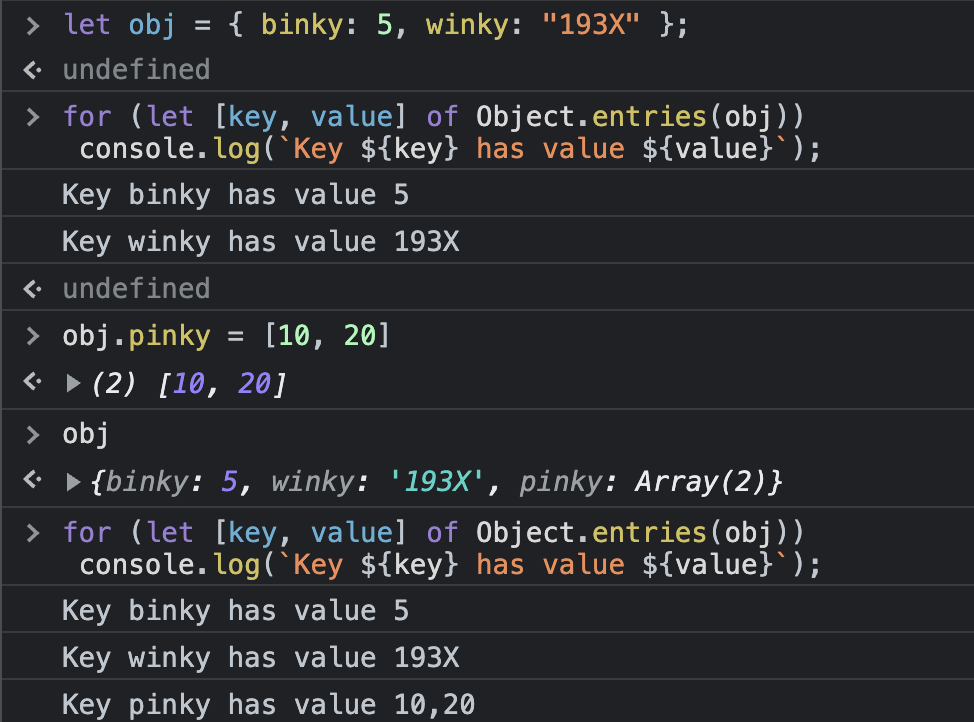 > let obj = { binky: 5, winky: "193X" };
undefined
> for (let [key, value] of Object.entries(obj))
console.log(`Key ${key} has value ${value}`);
Key binky has value 5
Key winky has value 193X
undefined
> obj.pinky = [10, 20]
(2) [10, 20]
> obj
{binky: 5, winky: '193X', pinky: Array(2)}
> for (let [key, value] of Object.entries(obj))
console.log(`Key ${key} has value ${value}`);
Key binky has value 5
Key winky has value 193X
Key pinky has value 10,20